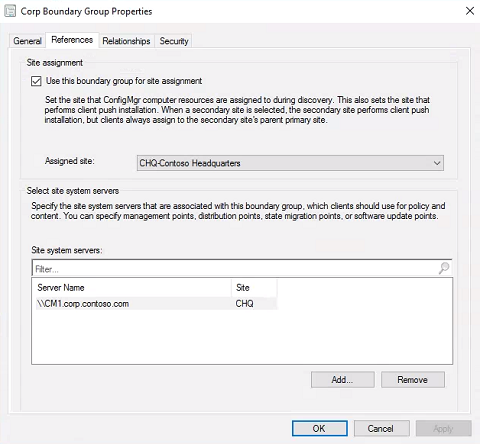 Corp Boundary Group Properties
General References Relationships Security
Site assignment
Use this boundary group for site assignment
Set the site that ConfigMgr computer resources are assigned to during discovery. This also sets the site that
performs client push installation. When a secondary site is selected, the secondary site performs client push
installation, but clients always assign to the secondary site's parent primary site.
Assigned site: CHQ-Contoso Headquarters
Select site system servers
Specify the site system servers that are associated with this boundary group, which clients should use for policy and
content. You can specify management points, distribution points, state migration points, or software update points.
Site system servers:
Filter...
Server Name Site
\\CM1.corp.contoso.com CHQ
Add... Remove
OK Cancel Apply